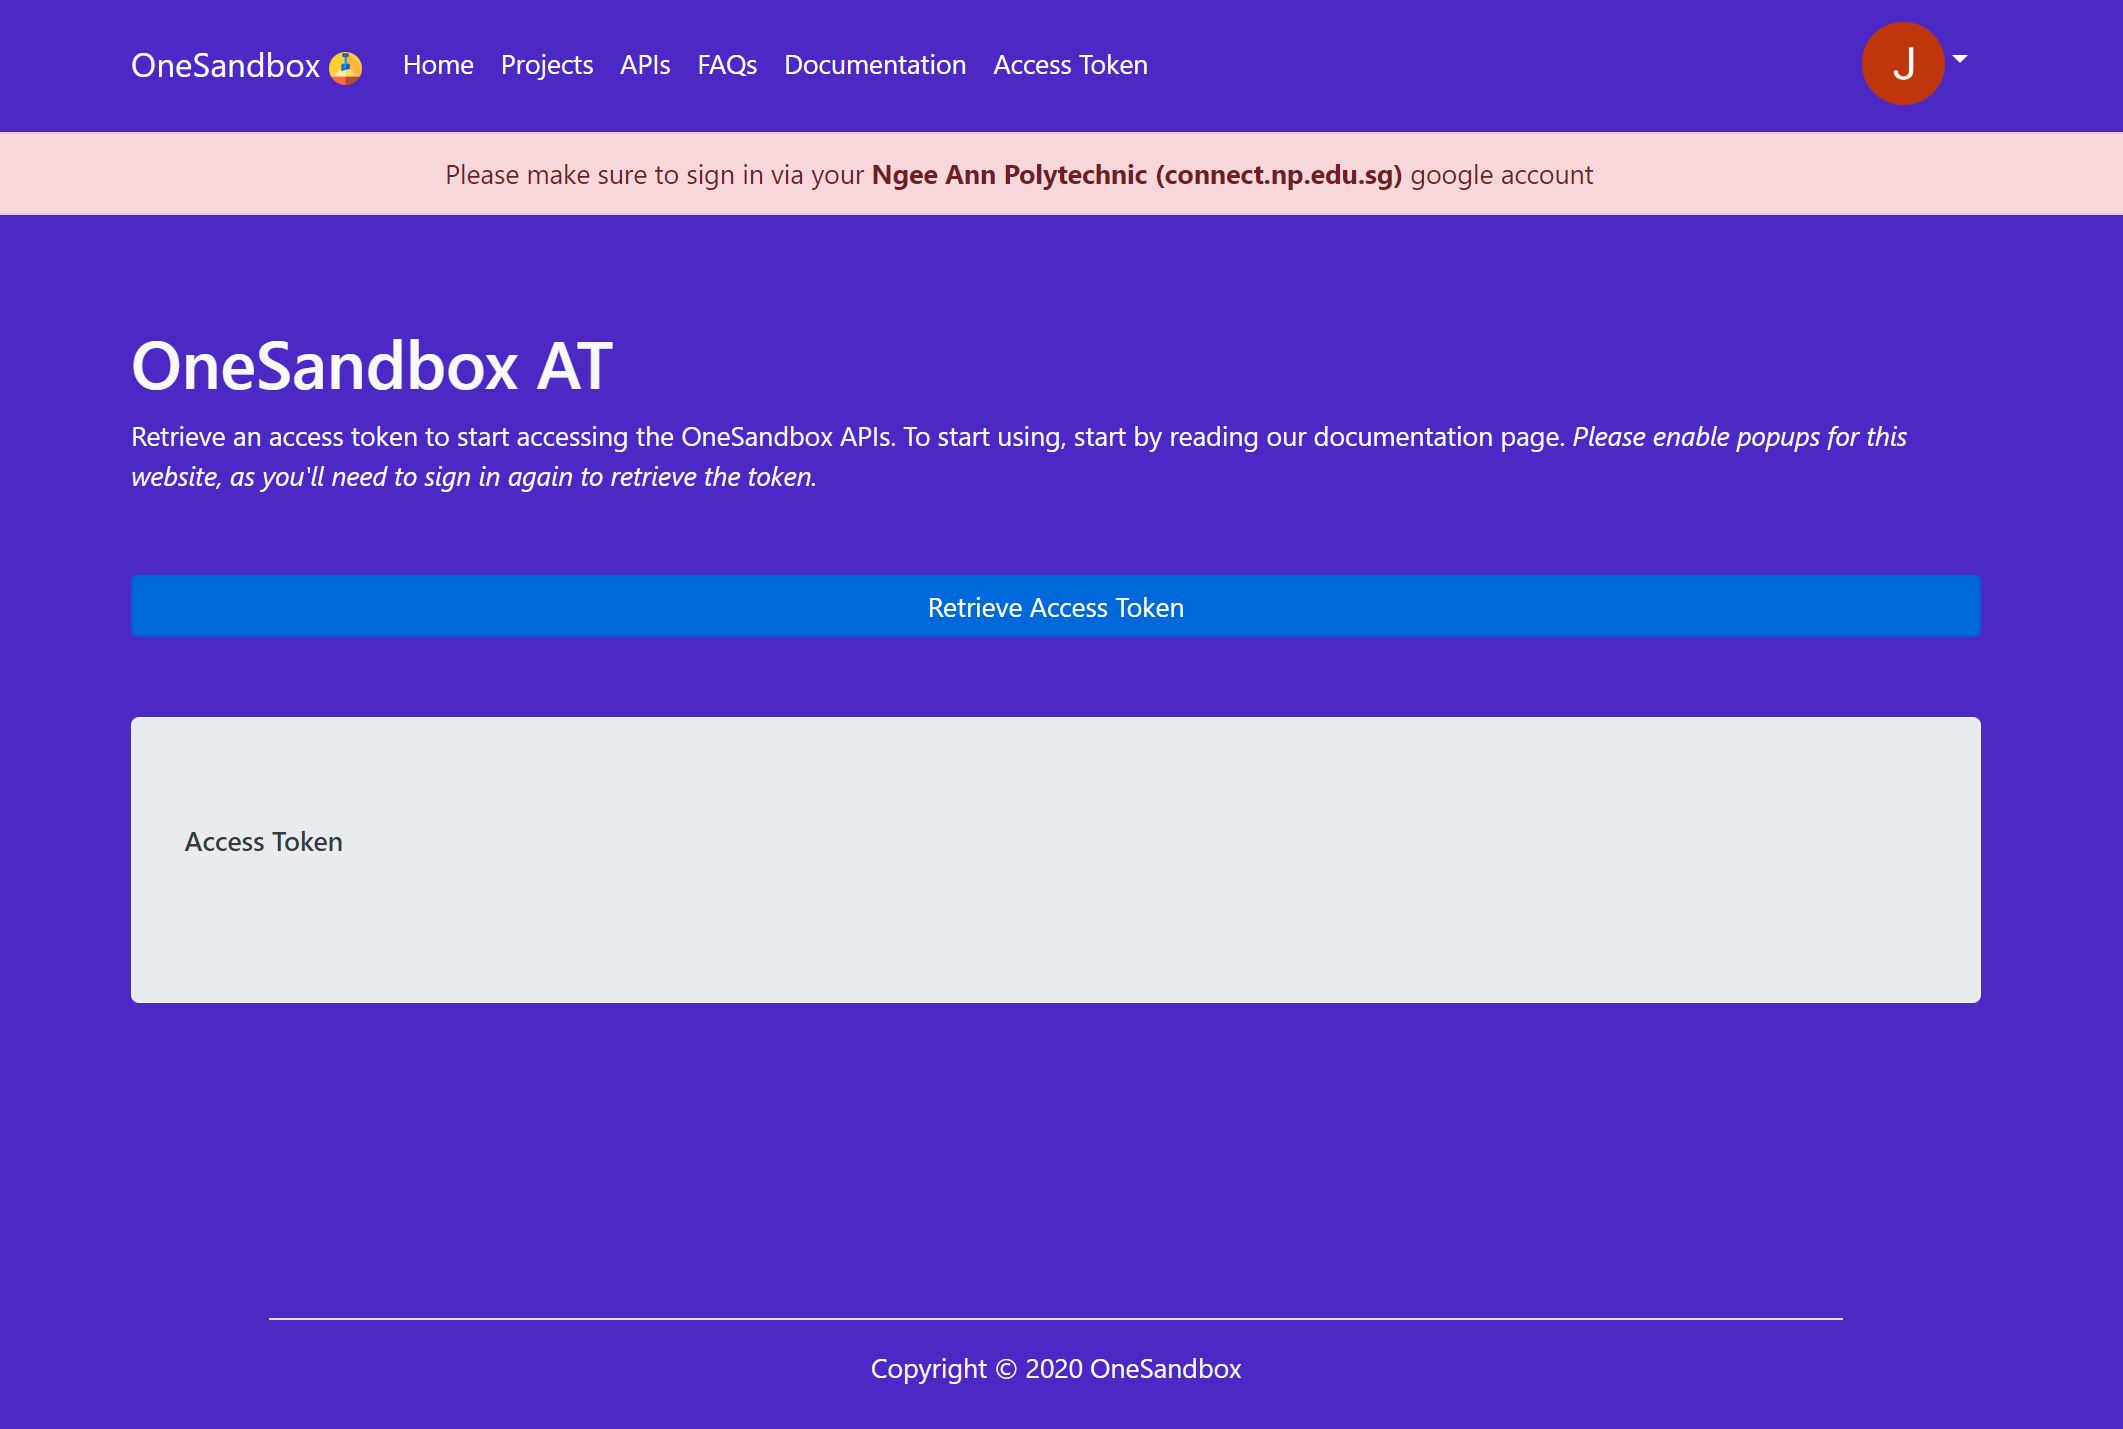 OneSandbox Home Projects APIs FAQs Documentation Access Token J
Please make sure to sign in via your Ngee Ann Polytechnic (connect.np.edu.sg) google account
OneSandbox AT
Retrieve an access token to start accessing the OneSandbox APIs. To start using, start by reading our documentation page. Please enable popups for this
website, as you'll need to sign in again to retrieve the token.
Retrieve Access Token
Access Token
Copyright © 2020 OneSandbox